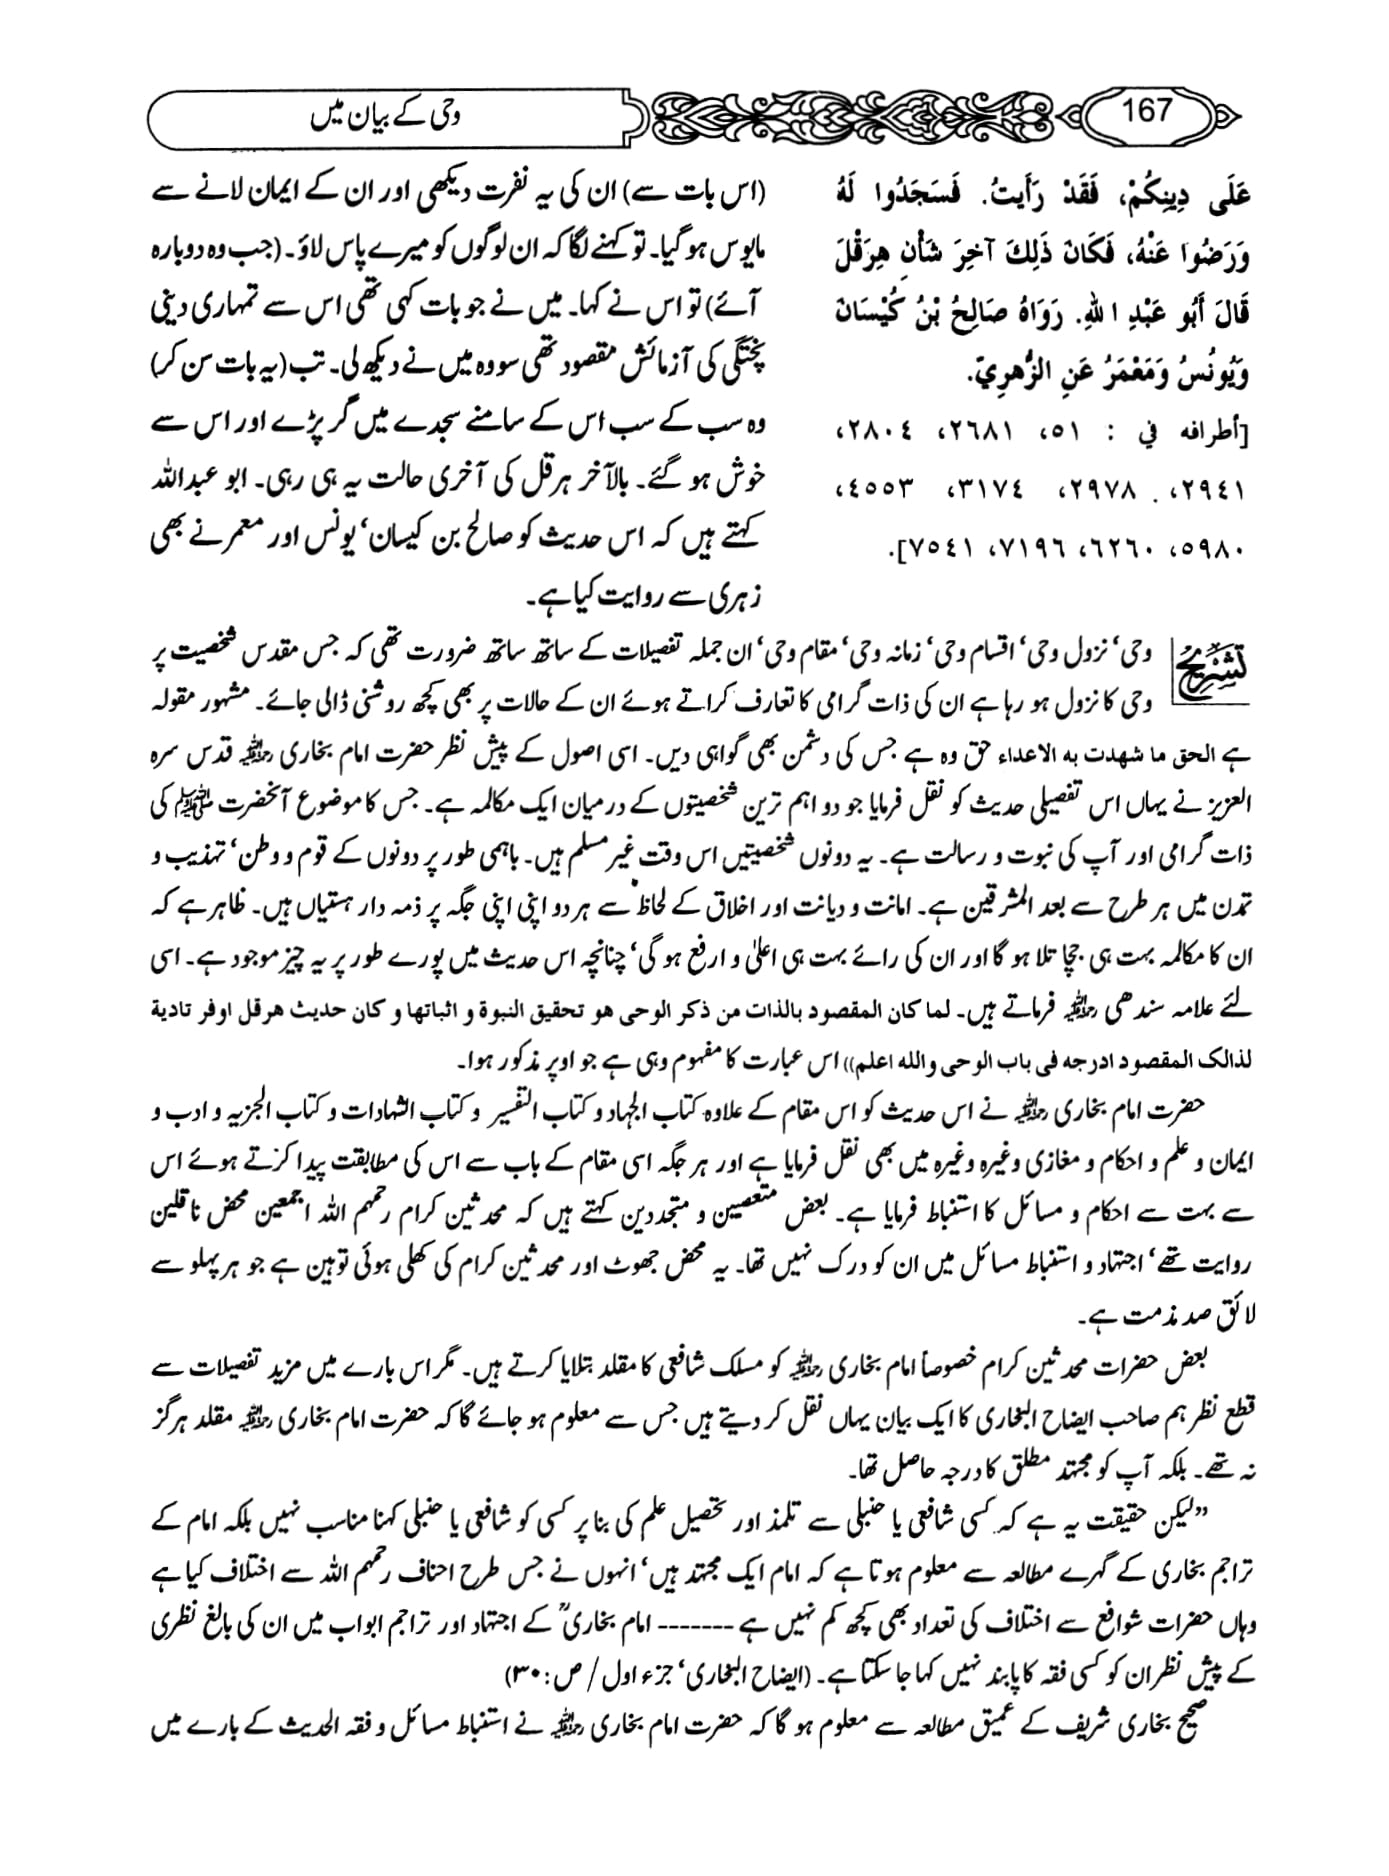 167
وحی کے بیان میں
عَلَى دِينِكُمْ، فَقَدْ رَأَيتُ. فَسَجَدُوا لَهُ
وَرَضُوا عَنْهُ، فَكَانَ ذَلِكَ آخِرَ شَأْنِ هِرَقْلَ
قَالَ أَبُو عَبْدِ اللهِ. رَوَاهُ صَالِحُ بْنُ كَيْسَانَ
وَيُونُسُ وَمَعْمَرُ عَنِ الزُّهرِيّ.
[أطرافه في : ٥١، ٢٦٨١، ٢٨٠٤،
٢٩٤١، ٢٩٧٨، ٣١٧٤، ٤٥٥٣،
٥٩٨٠، ٦٢٦٠، ٧١٩٦، ٧٥٤١].
(اس بات سے) ان کی یہ نفرت دیکھی اور ان کے ایمان لانے سے
مایوس ہو گیا۔ تو کہنے لگا کہ ان لوگوں کو میرے پاس لاؤ۔ (جب وہ دوبارہ
آئے) تو اس نے کہا۔ میں نے جو بات کہی تھی اس سے تمہاری دینی
پختگی کی آزمائش مقصود تھی سو وہ میں نے دیکھ لی۔ تب (یہ بات سن کر)
وہ سب کے سب اس کے سامنے سجدے میں گر پڑے اور اس سے
خوش ہو گئے۔ بالآخر ہرقل کی آخری حالت یہ ہی رہی۔ ابو عبداللہ
کہتے ہیں کہ اس حدیث کو صالح بن کیسان‘ یونس اور معمر نے بھی
زہری سے روایت کیا ہے۔
تشریح
وحی‘ نزول وحی‘ اقسام وحی‘ زمانہ وحی‘ مقام وحی‘ ان جملہ تفصیلات کے ساتھ ساتھ ضرورت تھی کہ جس مقدس شخصیت پر
وحی کا نزول ہو رہا ہے ان کی ذات گرامی کا تعارف کراتے ہوئے ان کے حالات پر بھی کچھ روشنی ڈالی جائے۔ مشہور مقولہ
ہے الحق ما شهدت به الاعداء حق وہ ہے جس کی دشمن بھی گواہی دیں۔ اسی اصول کے پیش نظر حضرت امام بخاری رحمۃ اللہ علیہ قدس سرہ
العزیز نے یہاں اس تفصیلی حدیث کو نقل فرمایا جو دو اہم ترین شخصیتوں کے درمیان ایک مکالمہ ہے۔ جس کا موضوع آنحضرت ﷺ کی
ذات گرامی اور آپ کی نبوت و رسالت ہے۔ یہ دونوں شخصیتیں اس وقت غیر مسلم ہیں۔ باہمی طور پر دونوں کے قوم و وطن‘ تہذیب و
تمدن میں ہر طرح سے بعد المشرقین ہے۔ امانت و دیانت اور اخلاق کے لحاظ سے ہر دو اپنی اپنی جگہ پر ذمہ دار ہستیاں ہیں۔ ظاہر ہے کہ
ان کا مکالمہ بہت ہی جچا تلا ہو گا اور ان کی رائے بہت ہی اعلیٰ و ارفع ہو گی‘ چنانچہ اس حدیث میں پورے طور پر یہ چیز موجود ہے۔ اسی
لئے علامہ سندھی رحمۃ اللہ علیہ فرماتے ہیں۔ لما كان المقصود بالذات من ذكر الوحى هو تحقيق النبوة و اثباتها و كان حديث هرقل اوفر تادية
لذالك المقصود ادرجه فى باب الوحى والله اعلم)) اس عبارت کا مفہوم وہی ہے جو اوپر مذکور ہوا۔
حضرت امام بخاری رحمۃ اللہ علیہ نے اس حدیث کو اس مقام کے علاوہ کتاب الجہاد و کتاب التفسیر و کتاب الشہادات و کتاب الجزیہ و ادب و
ایمان و علم و احکام و مغازی وغیرہ وغیرہ میں بھی نقل فرمایا ہے اور ہر جگہ اسی مقام کے باب سے اس کی مطابقت پیدا کرتے ہوئے اس
سے بہت سے احکام و مسائل کا استنباط فرمایا ہے۔ بعض متعصبین و متجددین کہتے ہیں کہ محدثین کرام رحمہم اللہ اجمعین محض ناقلین
روایت تھے‘ اجتہاد و استنباط مسائل میں ان کو درک نہیں تھا۔ یہ محض جھوٹ اور محدثین کرام کی کھلی ہوئی توہین ہے جو ہر پہلو سے
لائق صد مذمت ہے۔
بعض حضرات محدثین کرام خصوصاً امام بخاری رحمۃ اللہ علیہ کو مسلک شافعی کا مقلد بتلایا کرتے ہیں۔ مگر اس بارے میں مزید تفصیلات سے
قطع نظر ہم صاحب ایضاح البخاری کا ایک بیان یہاں نقل کر دیتے ہیں جس سے معلوم ہو جائے گا کہ حضرت امام بخاری رحمۃ اللہ علیہ مقلد ہرگز
نہ تھے۔ بلکہ آپ کو مجتہد مطلق کا درجہ حاصل تھا۔
”لیکن حقیقت یہ ہے کہ کسی شافعی یا حنبلی سے تلمذ اور تحصیل علم کی بنا پر کسی کو شافعی یا حنبلی کہنا مناسب نہیں بلکہ امام کے
تراجم بخاری کے گہرے مطالعہ سے معلوم ہوتا ہے کہ امام ایک مجتہد ہیں‘ انہوں نے جس طرح احناف رحمہم اللہ سے اختلاف کیا ہے
وہاں حضرات شوافع سے اختلاف کی تعداد بھی کچھ کم نہیں ہے ------- امام بخاریؒ کے اجتہاد اور تراجم ابواب میں ان کی بالغ نظری
کے پیش نظر ان کو کسی فقہ کا پابند نہیں کہا جا سکتا ہے۔ (ایضاح البخاری‘ جزء اول / ص: ۳۰)
صحیح بخاری شریف کے عمیق مطالعہ سے معلوم ہو گا کہ حضرت امام بخاری رحمۃ اللہ علیہ نے استنباط مسائل و فقہ الحدیث کے بارے میں